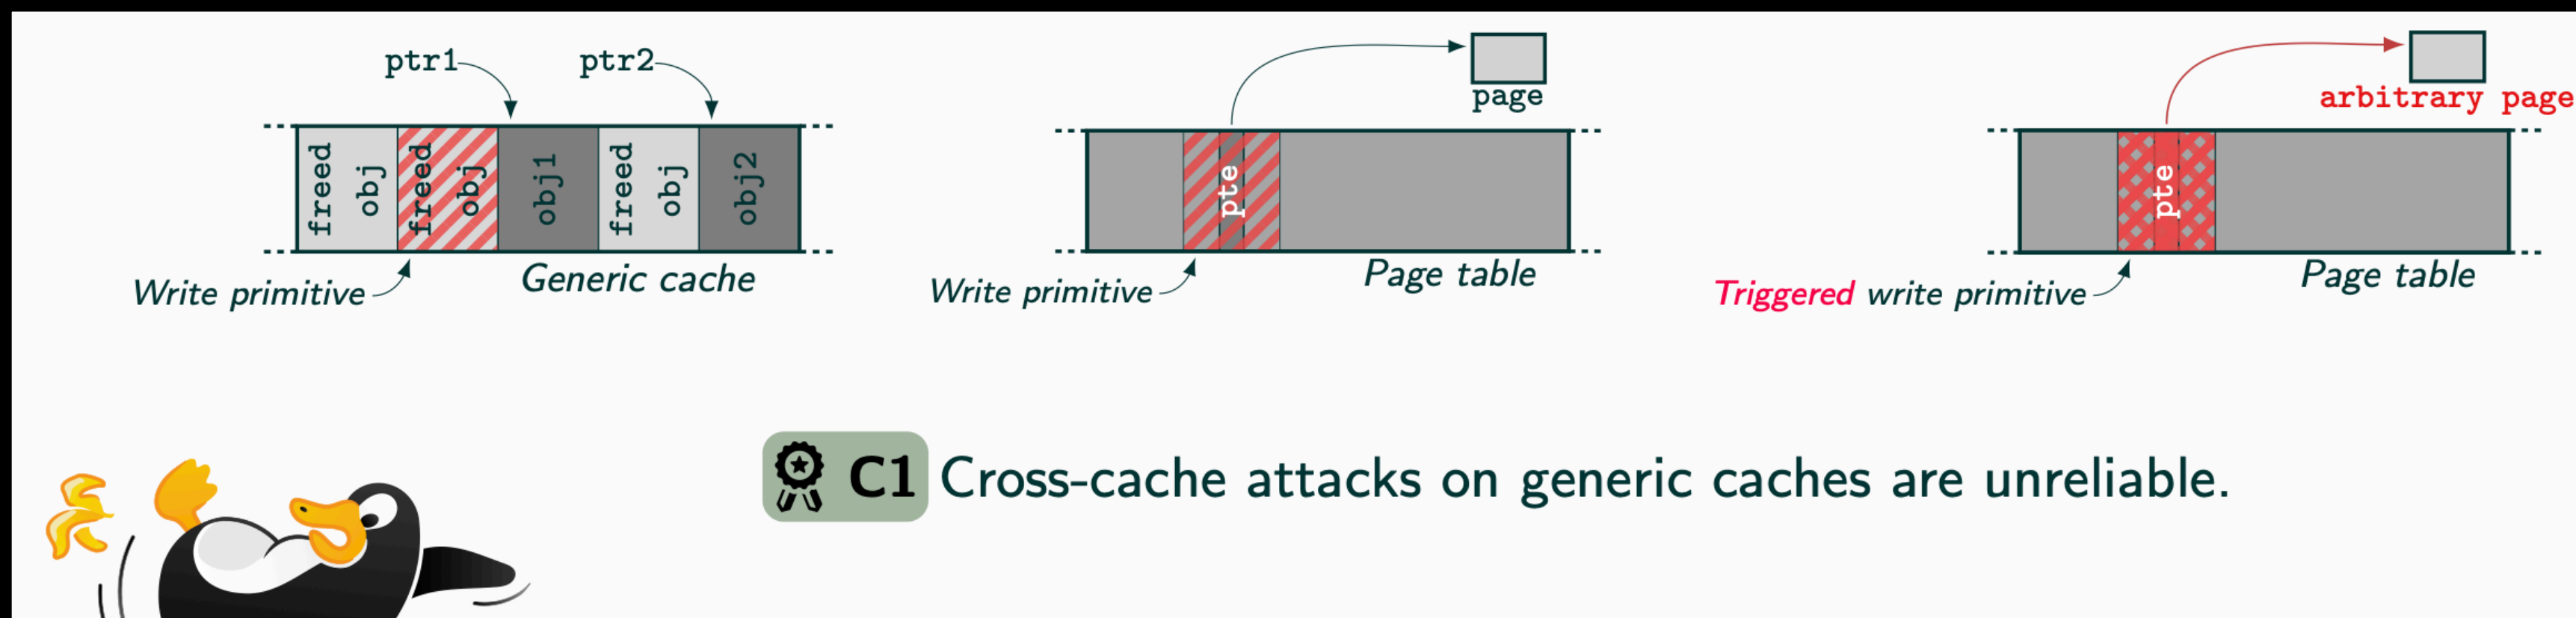 ptr1
ptr2
freed
obj
freed
obj
obj1
freed
obj
obj2
Write primitive
Generic cache
page
pte
Write primitive
Page table
arbitrary page
pte
Triggered write primitive
Page table
C1 Cross-cache attacks on generic caches are unreliable.